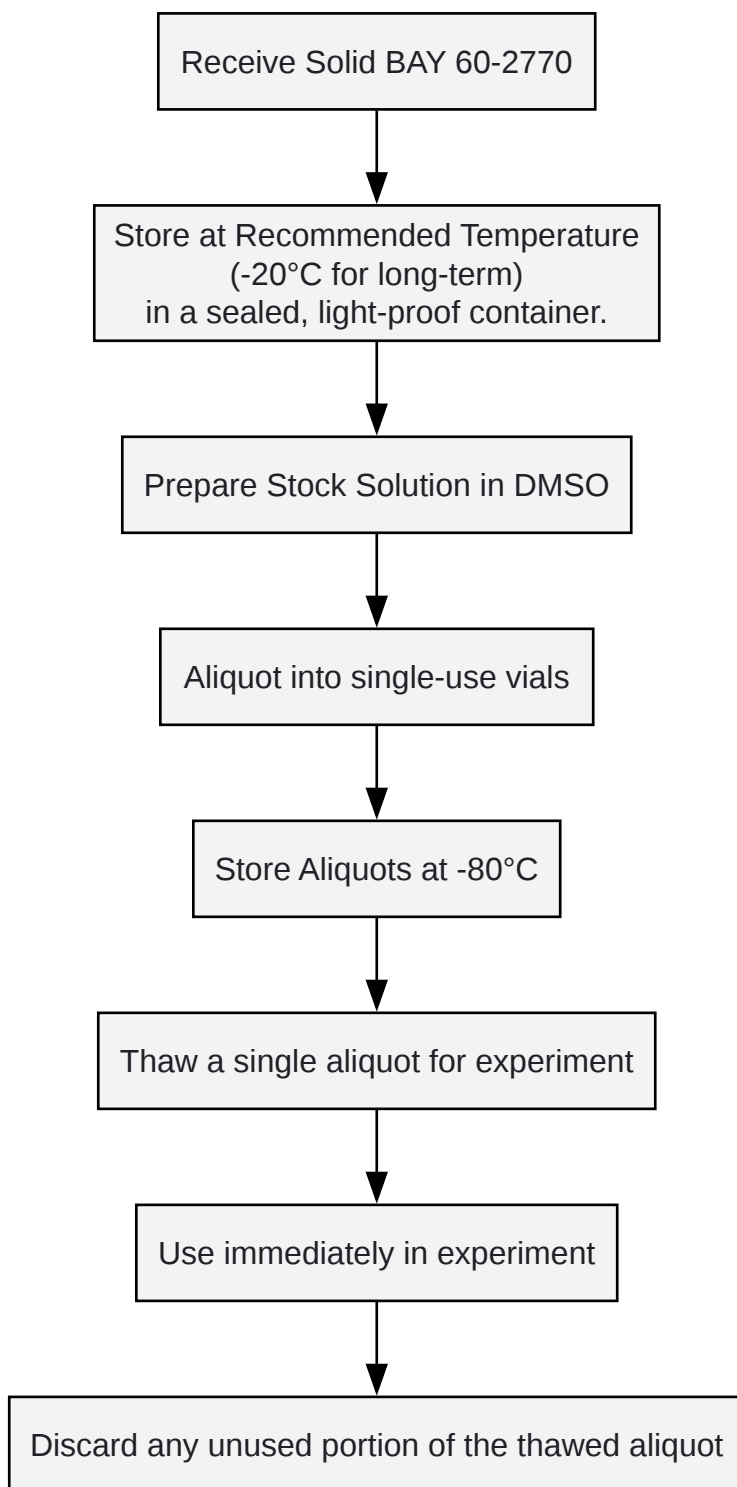 Receive Solid BAY 60-2770
Store at Recommended Temperature
(-20°C for long-term)
in a sealed, light-proof container.
Prepare Stock Solution in DMSO
Aliquot into single-use vials
Store Aliquots at -80°C
Thaw a single aliquot for experiment
Use immediately in experiment
Discard any unused portion of the thawed aliquot